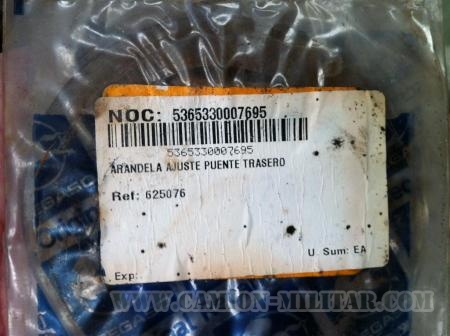 NOC: 5365330007695
5365330007695
ARANDELA AJUSTE PUENTE TRASERO
Ref: 625076
U. Sum: EA
Exp:
WWW.CAMION-MILITAR.COM